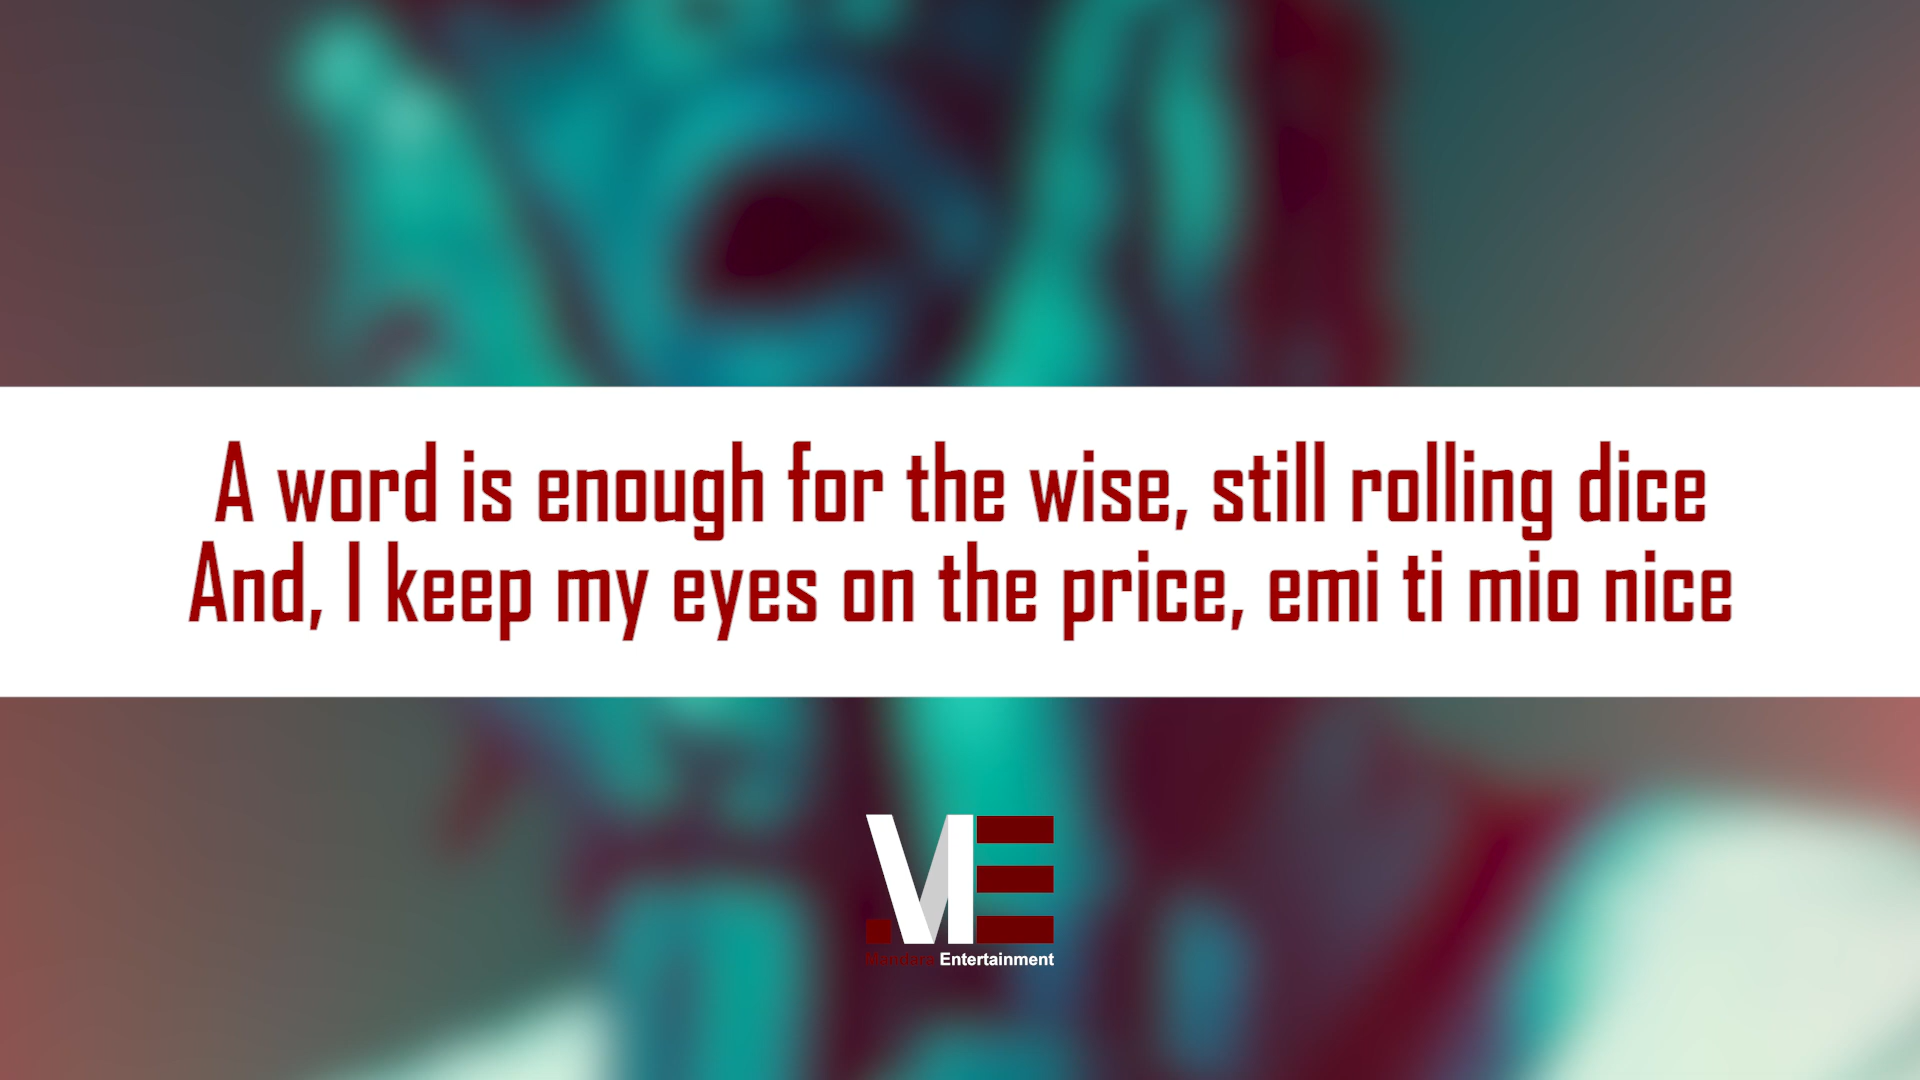 A word is enough for the wise, still rolling dice
And, I keep my eyes on the price, emi ti mio nice
ME
Entertainment